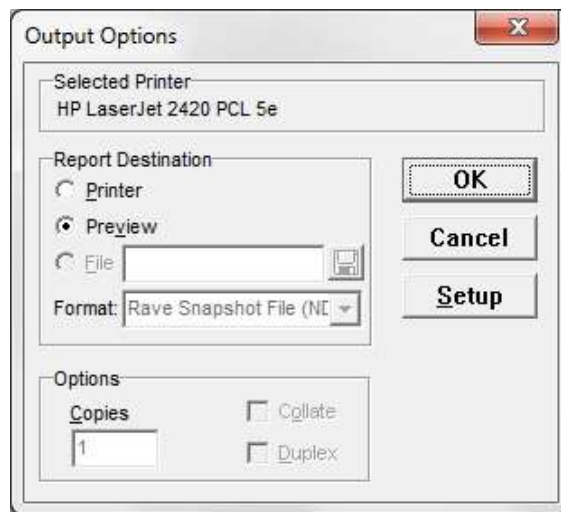 Output Options
Selected Printer
HP LaserJet 2420 PCL 5e
Report Destination
Printer
Preview
File
Format: Rave Snapshot File (ND
OK
Cancel
Setup
Options
Copies
1
Collate
Duplex